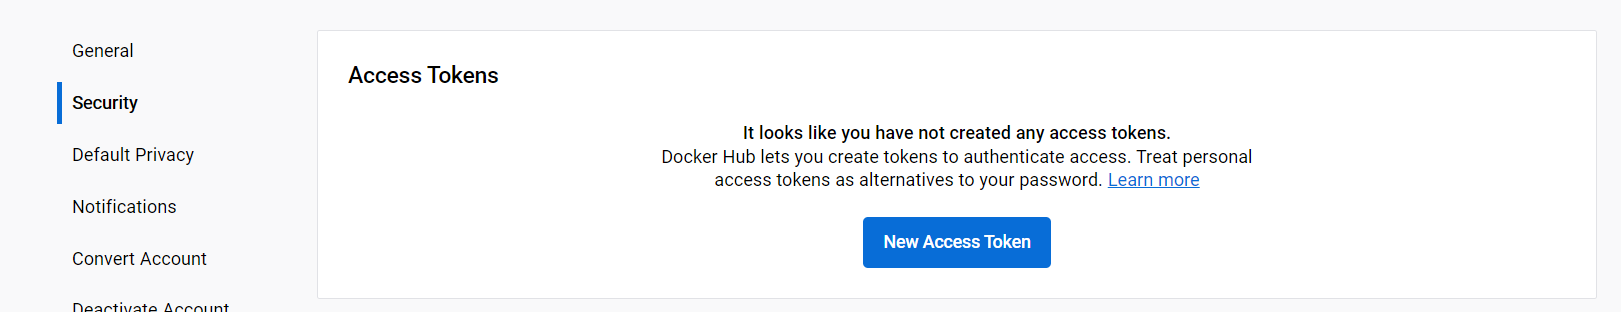 General
Security
Default Privacy
Notifications
Convert Account
Deactivate Account
Access Tokens
It looks like you have not created any access tokens.
Docker Hub lets you create tokens to authenticate access. Treat personal
access tokens as alternatives to your password. Learn more
New Access Token